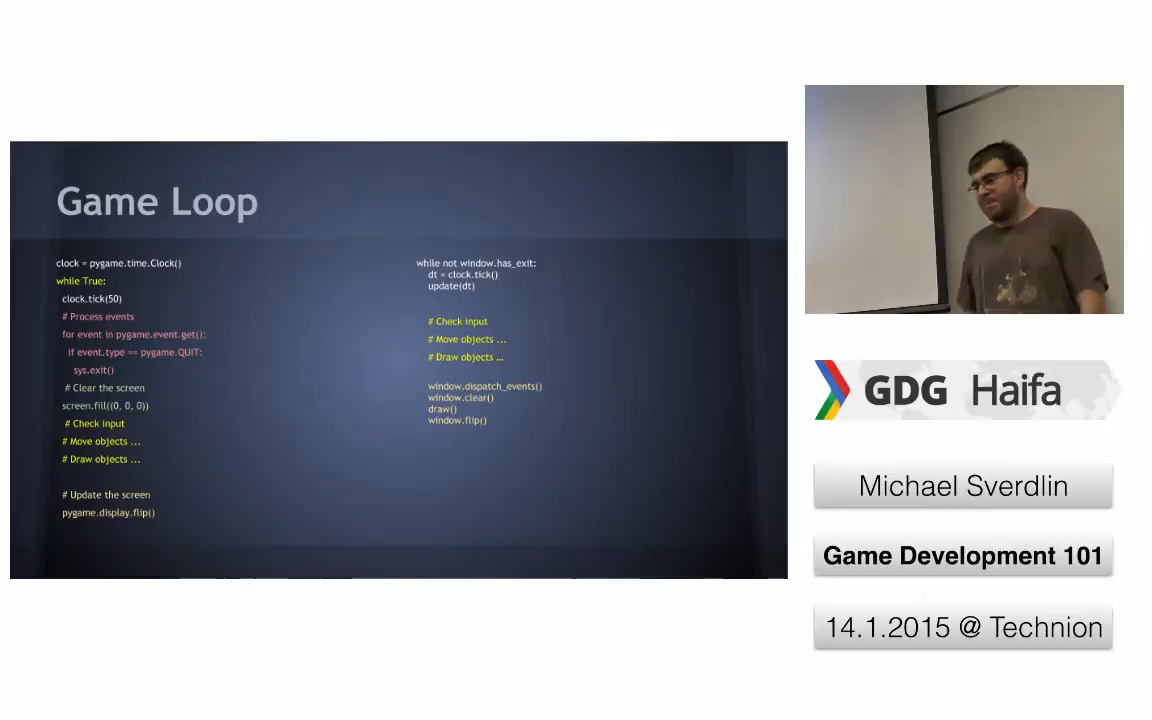 Game Loop
clock = pygame.time.Clock()
while True:
clock.tick(50)
# Process events
for event in pygame.event.get():
if event.type == pygame.QUIT:
sys.exit()
# Clear the screen
screen.fill((0, 0, 0))
# Check input
# Move objects ...
# Draw objects ...
# Update the screen
pygame.display.flip()
while not window.has_exit:
dt = clock.tick()
update(dt)
# Check input
# Move objects ...
# Draw objects …
window.dispatch_events()
window.clear()
draw()
window.flip()
GDG Haifa
Michael Sverdlin
Game Development 101
14.1.2015 @ Technion